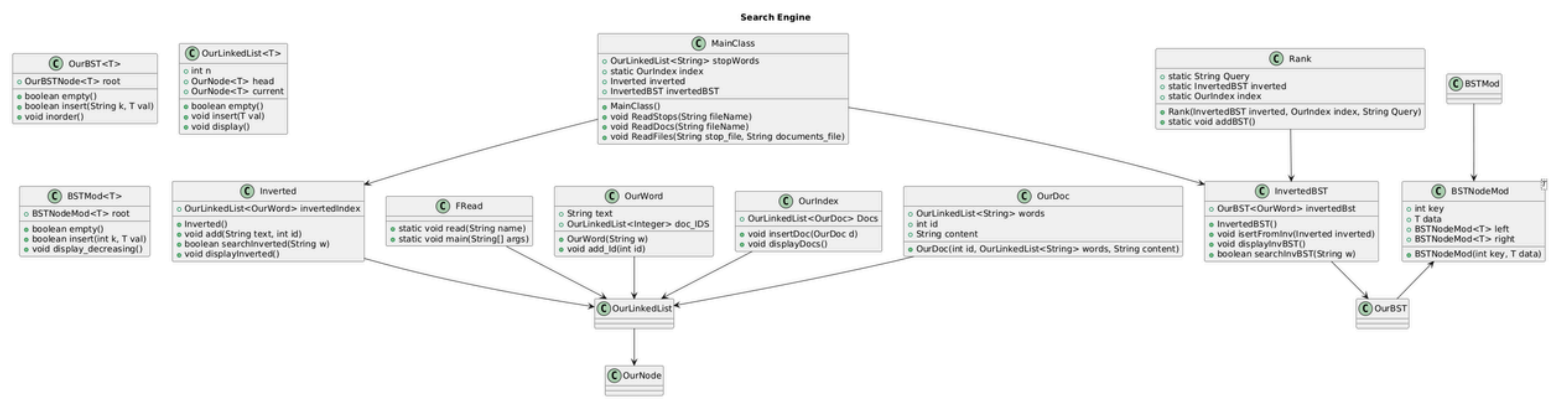 Search Engine
C OurBST<T>
OurBSTNode<T> root
boolean empty()
boolean insert(String k, T val)
void inorder()
C OurLinkedList<T>
int n
OurNode<T> head
OurNode<T> current
boolean empty()
void insert(T val)
void display()
C MainClass
OurLinkedList<String> stopWords
static OurIndex index
Inverted inverted
InvertedBST invertedBST
MainClass()
void ReadStops(String fileName)
void ReadDocs(String fileName)
void ReadFiles(String stop_file, String documents_file)
C Rank
static String Query
static InvertedBST inverted
static OurIndex index
Rank(InvertedBST inverted, OurIndex index, String Query)
static void addBST()
C BSTMod
C BSTMod<T>
BSTNodeMod<T> root
boolean empty()
boolean insert(int k, T val)
void display_decreasing()
C Inverted
OurLinkedList<OurWord> invertedIndex
Inverted()
void add(String text, int id)
boolean searchInverted(String w)
void displayInverted()
C FRead
static void read(String name)
static void main(String[] args)
C OurWord
String text
OurLinkedList<Integer> doc_IDS
OurWord(String w)
void add_Id(int id)
C OurIndex
OurLinkedList<OurDoc> Docs
void insertDoc(OurDoc d)
void displayDocs()
C OurDoc
OurLinkedList<String> words
int id
String content
OurDoc(int id, OurLinkedList<String> words, String content)
C InvertedBST
OurBST<OurWord> invertedBst
InvertedBST()
void isertFromInv(Inverted inverted)
void displayInvBST()
boolean searchInvBST(String w)
C BSTNodeMod
T
int key
T data
BSTNodeMod<T> left
BSTNodeMod<T> right
BSTNodeMod(int key, T data)
C OurLinkedList
C OurBST
C OurNode